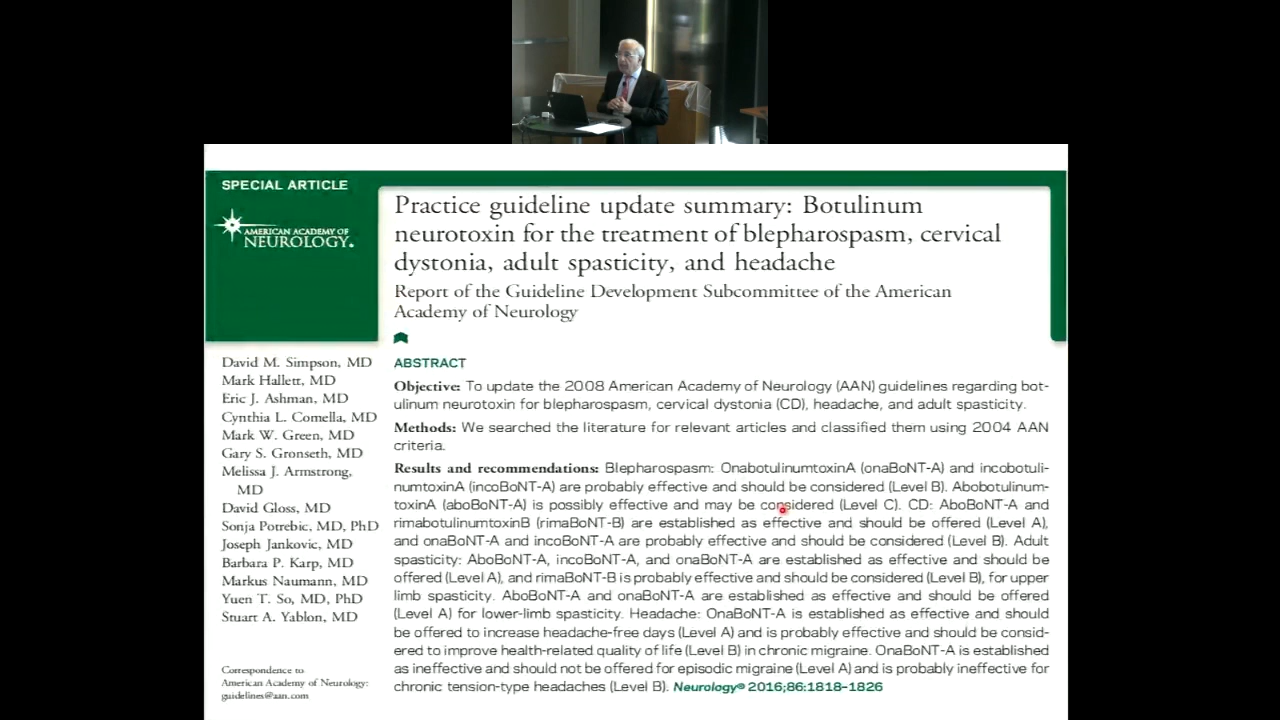 SPECIAL ARTICLE
AMERICAN ACADEMY OF
NEUROLOGY.
Practice guideline update summary: Botulinum
neurotoxin for the treatment of blepharospasm, cervical
dystonia, adult spasticity, and headache
Report of the Guideline Development Subcommittee of the American
Academy of Neurology
David M. Simpson, MD
Mark Hallett, MD
Eric J. Ashman, MD
Cynthia L. Comella, MD
Mark W. Green, MD
Gary S. Gronseth, MD
Melissa J. Armstrong,
MD
David Gloss, MD
Sonja Potrebic, MD, PhD
Joseph Jankovic, MD
Barbara P. Karp, MD
Markus Naumann, MD
Yuen T. So, MD, PhD
Stuart A. Yablon, MD
Correspondence to
American Academy of Neurology:
guidelines@aan.com
ABSTRACT
Objective: To update the 2008 American Academy of Neurology (AAN) guidelines regarding bot-
ulinum neurotoxin for blepharospasm, cervical dystonia (CD), headache, and adult spasticity.
Methods: We searched the literature for relevant articles and classified them using 2004 AAN
criteria.
Results and recommendations: Blepharospasm: OnabotulinumtoxinA (onaBoNT-A) and incobotuli-
numtoxinA (incoBoNT-A) are probably effective and should be considered (Level B). Abobotulinum-
toxinA (aboBoNT-A) is possibly effective and may be considered (Level C). CD: AboBoNT-A and
rimabotulinumtoxinB (rimaBoNT-B) are established as effective and should be offered (Level A),
and onaBoNT-A and incoBoNT-A are probably effective and should be considered (Level B). Adult
spasticity: AboBoNT-A, incoBoNT-A, and onaBoNT-A are established as effective and should be
offered (Level A), and rimaBoNT-B is probably effective and should be considered (Level B), for upper
limb spasticity. AboBoNT-A and onaBoNT-A are established as effective and should be offered
(Level A) for lower-limb spasticity. Headache: OnaBoNT-A is established as effective and should
be offered to increase headache-free days (Level A) and is probably effective and should be consid-
ered to improve health-related quality of life (Level B) in chronic migraine. OnaBoNT-A is established
as ineffective and should not be offered for episodic migraine (Level A) and is probably ineffective for
chronic tension-type headaches (Level B). Neurology® 2016;86:1818-1826